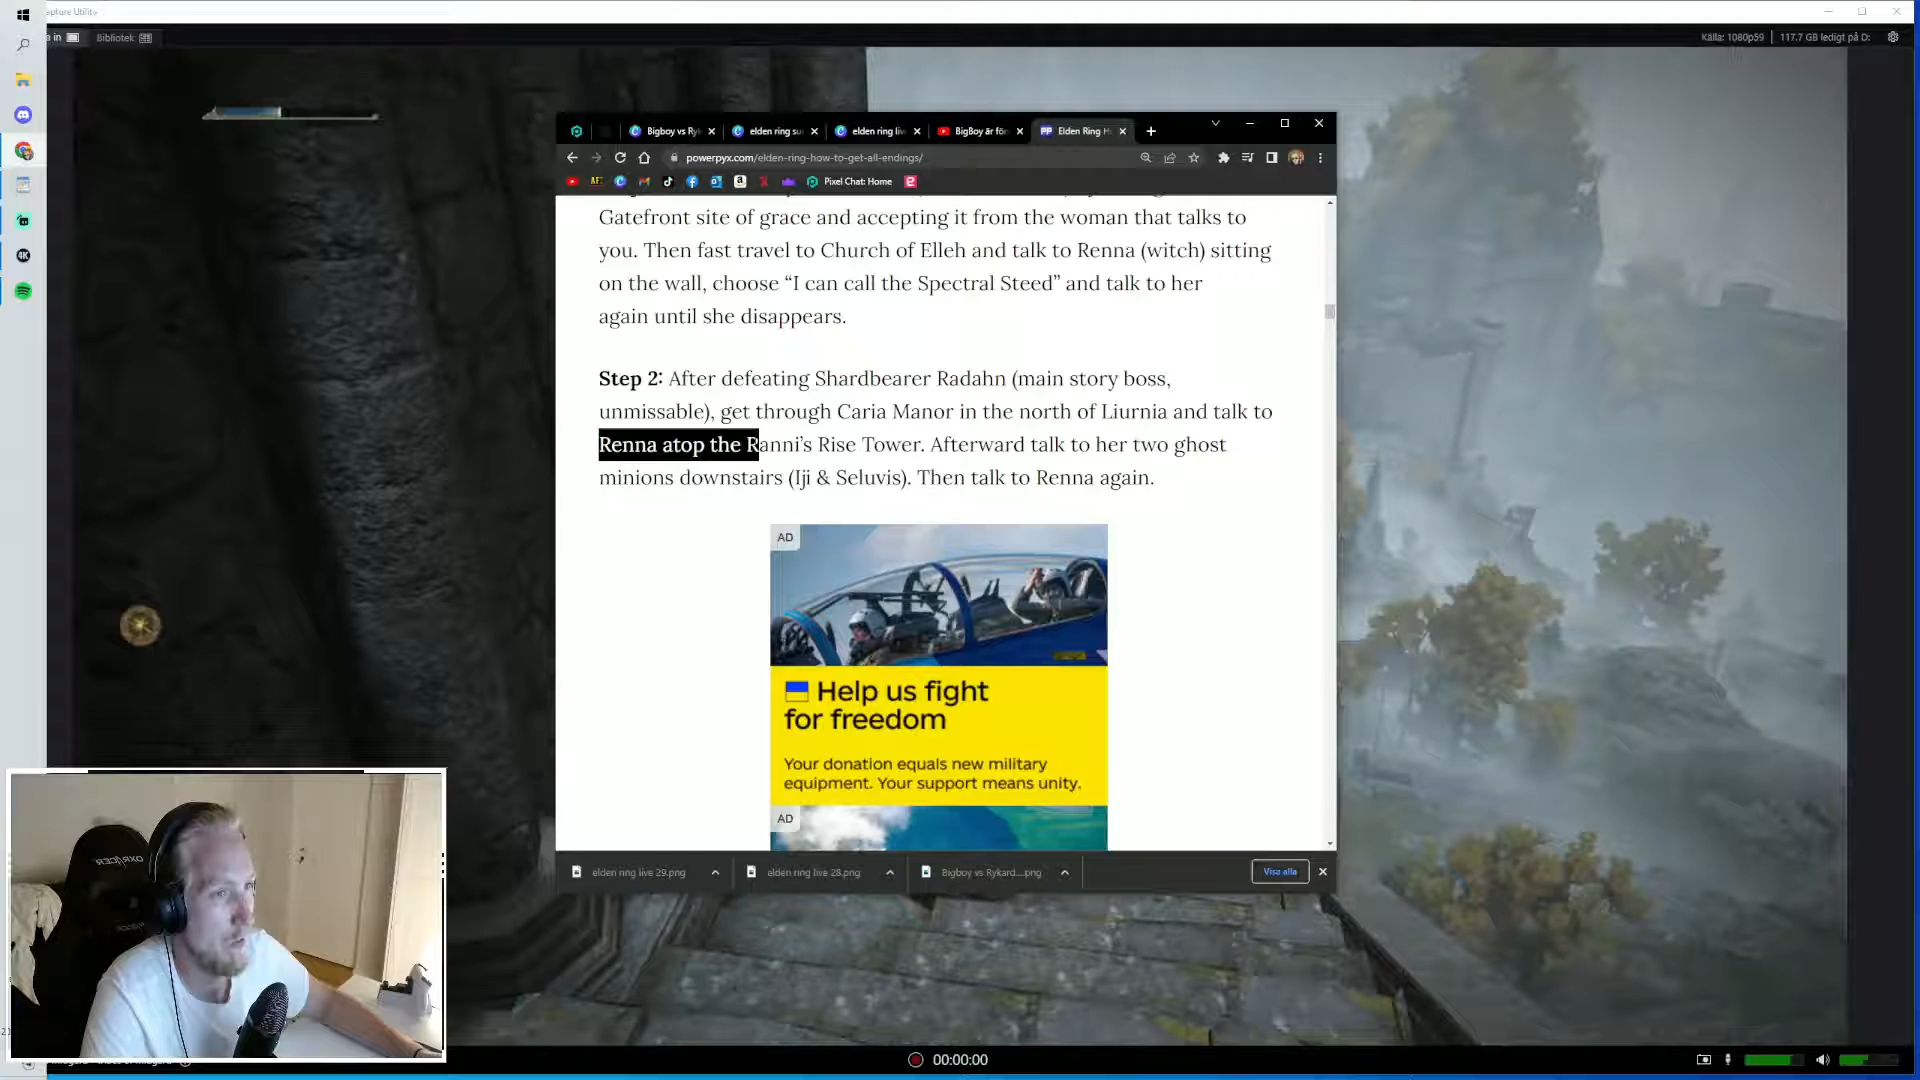 apture Utility
a in
Bibliotek
Källa: 1080p59
117.7 GB ledigt på D:
Bigboy vs Ryk
elden ring su
elden ring liv
BigBoy är för
Elden Ring H
powerpyx.com/elden-ring-how-to-get-all-endings/
Pixel Chat: Home
Gatefront site of grace and accepting it from the woman that talks to
you. Then fast travel to Church of Elleh and talk to Renna (witch) sitting
on the wall, choose “I can call the Spectral Steed” and talk to her
again until she disappears.
Step 2: After defeating Shardbearer Radahn (main story boss,
unmissable), get through Caria Manor in the north of Liurnia and talk to
Renna atop the Ranni’s Rise Tower. Afterward talk to her two ghost
minions downstairs (Iji & Seluvis). Then talk to Renna again.
AD
Help us fight
for freedom
Your donation equals new military
equipment. Your support means unity.
AD
elden ring live 29.png
elden ring live 28.png
Bigboy vs Rykard....png
Visa alla
4K
00:00:00